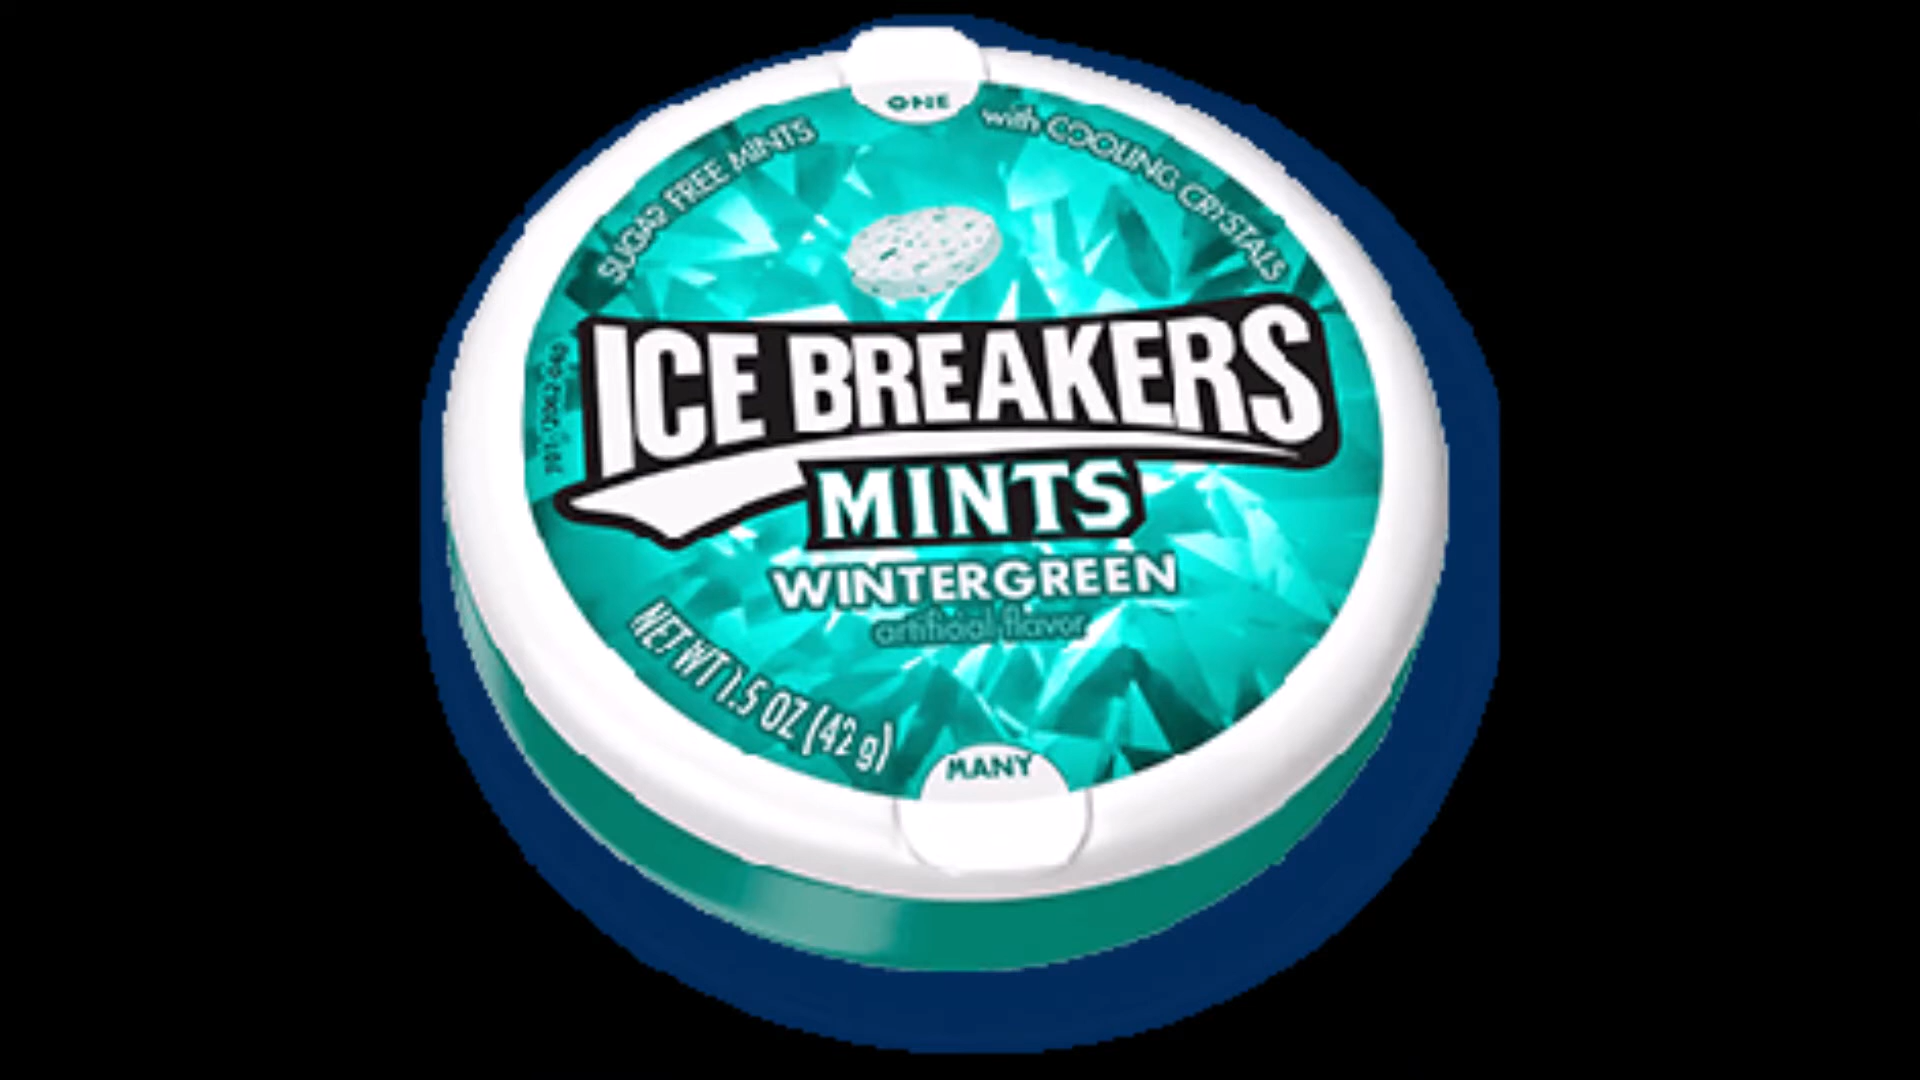 ONE
SUGAR FREE MINTS
with COOLING CRYSTALS
ICE BREAKERS
MINTS
WINTERGREEN
artificial flavor
NET WT 1.5 OZ (42 g)
MANY